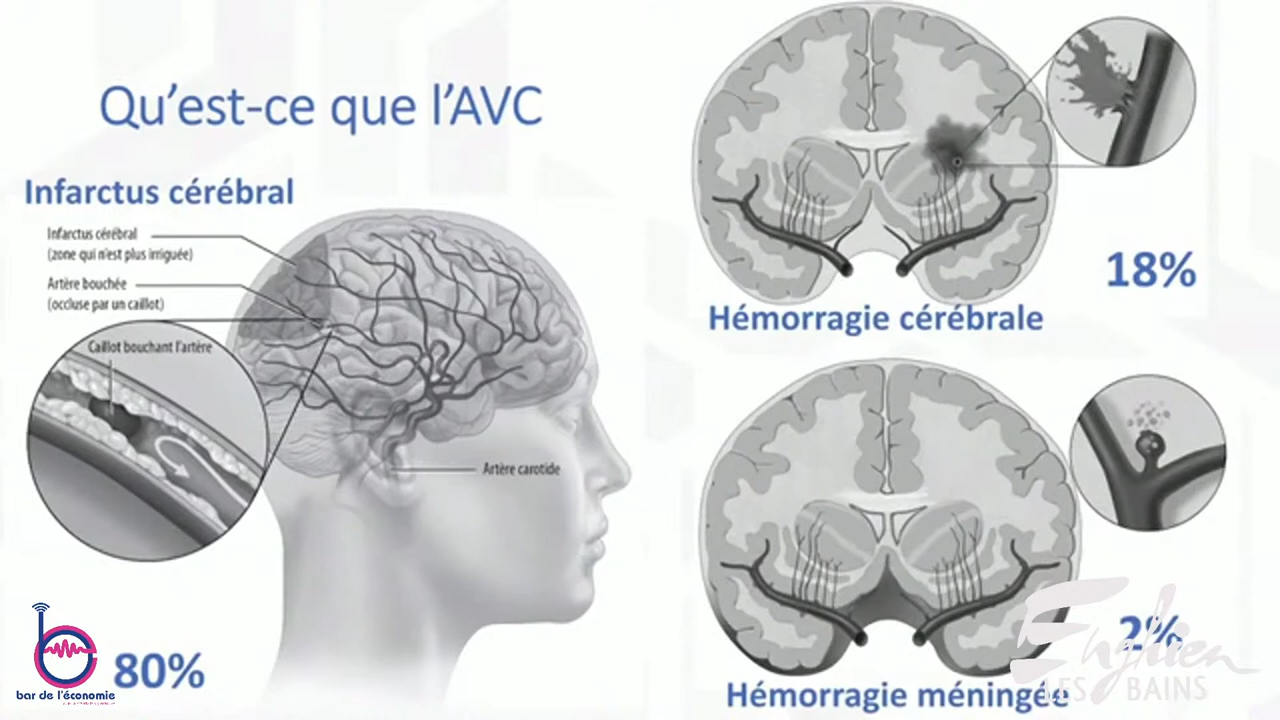 Qu'est-ce que l'AVC
Infarctus cérébral
Infarctus cérébral
(zone qui n'est plus irriguée)
Artère bouchée
(occluse par un caillot)
Caillot bouchant l'artère
Artère carotide
80%
bar de l'économie
18%
Hémorragie cérébrale
2%
Hémorragie méningée
Enghien
LES BAINS